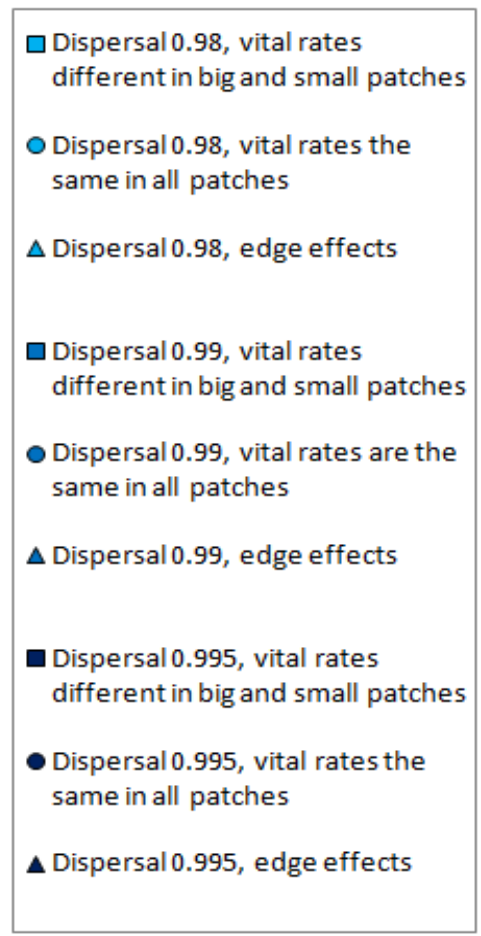 Dispersal 0.98, vital rates
different in big and small patches
Dispersal 0.98, vital rates the
same in all patches
Dispersal 0.98, edge effects
Dispersal 0.99, vital rates
different in big and small patches
Dispersal 0.99, vital rates are the
same in all patches
Dispersal 0.99, edge effects
Dispersal 0.995, vital rates
different in big and small patches
Dispersal 0.995, vital rates the
same in all patches
Dispersal 0.995, edge effects